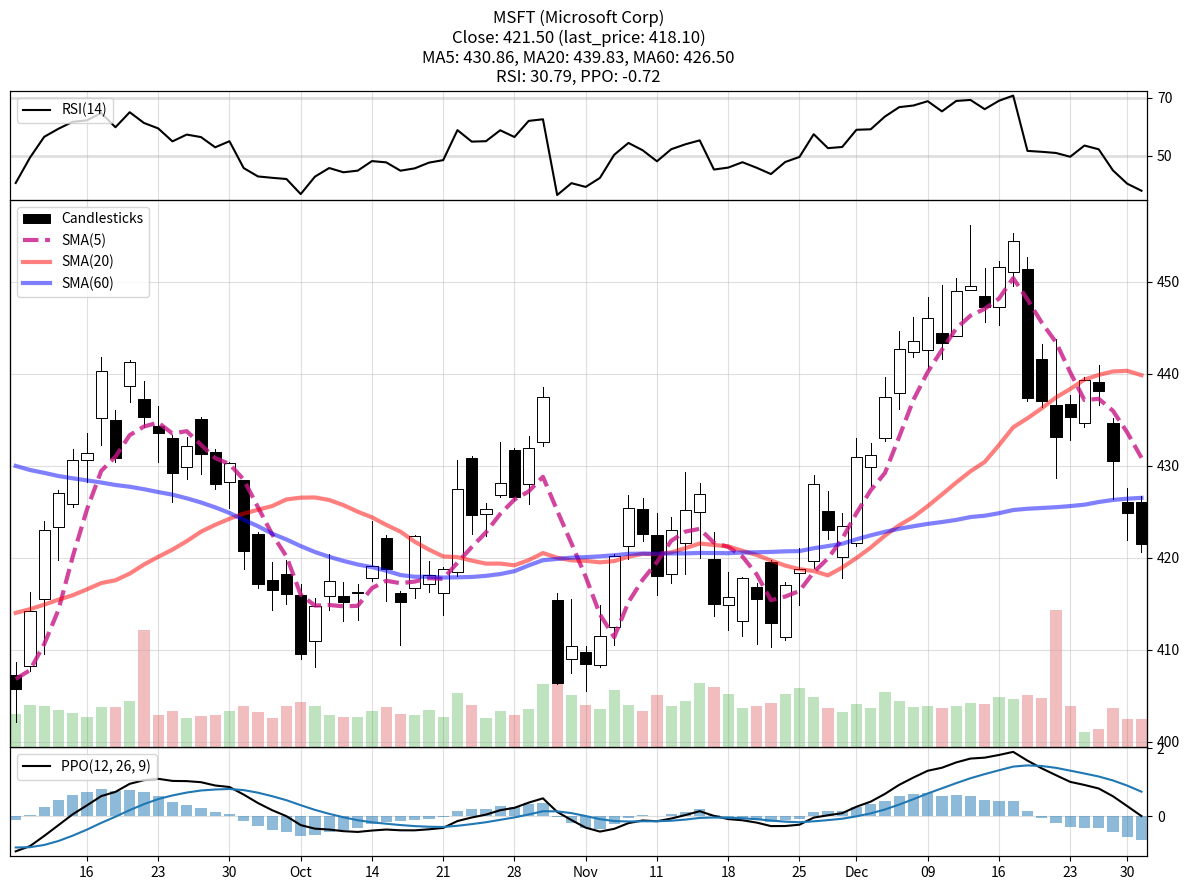 MSFT (Microsoft Corp)
Close: 421.50 (last_price: 418.10)
MA5: 430.86, MA20: 439.83, MA60: 426.50
RSI: 30.79, PPO: -0.72
RSI(14)
70
50
Candlesticks
SMA(5)
SMA(20)
SMA(60)
450
440
430
420
410
400
PPO(12, 26, 9)
2
0
16 23 30 Oct 14 21 28 Nov 11 18 25 Dec 09 16 23 30